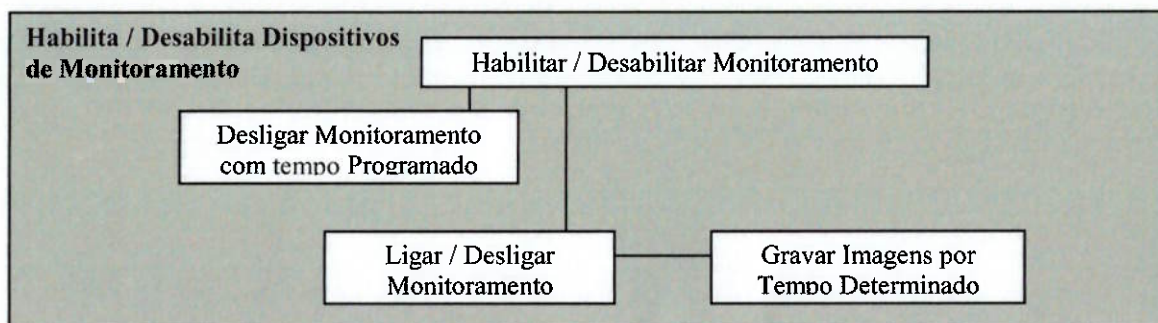 Habilita / Desabilita Dispositivos
de Monitoramento
Habilitar / Desabilitar Monitoramento
Desligar Monitoramento
com tempo Programado
Ligar / Desligar
Monitoramento
Gravar Imagens por
Tempo Determinado